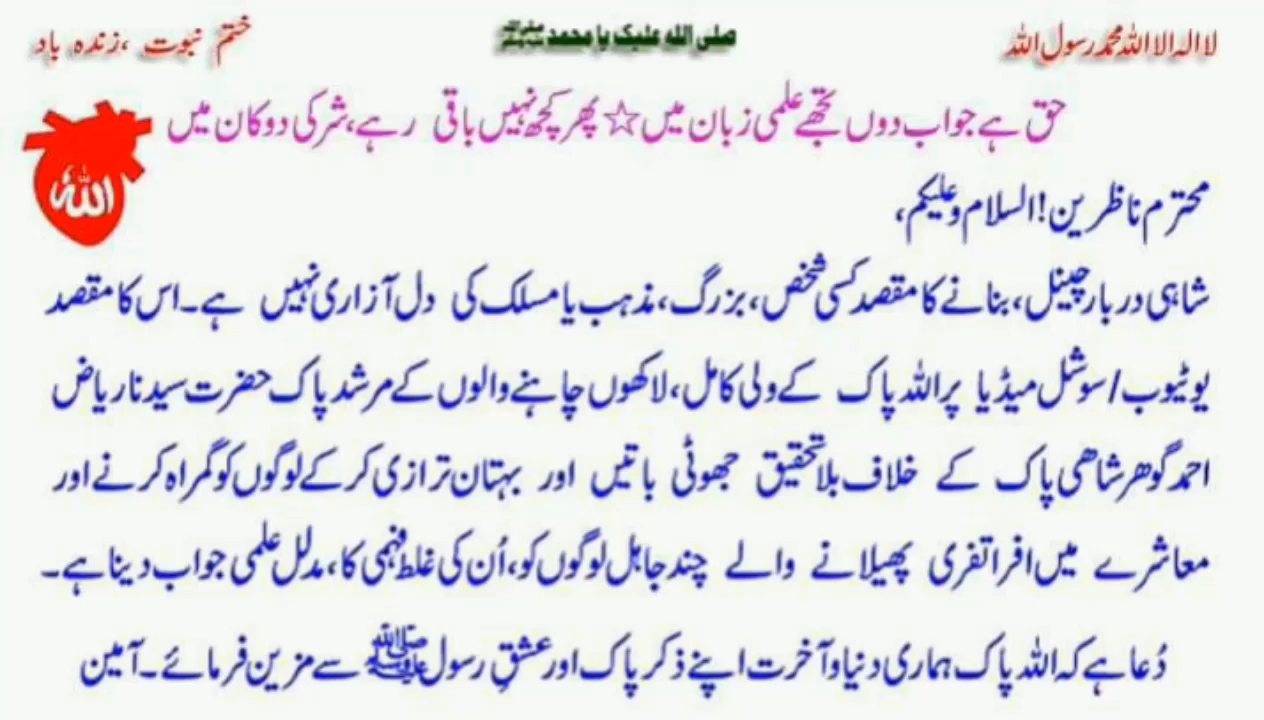 لا الہ الا اللہ محمد رسول اللہ
صلی اللہ علیک یا محمد ﷺ
ختم نبوت ،زندہ باد
حق ہے جواب دوں تجھے علمی زبان میں☆پھر کچھ نہیں باقی رہے،شر کی دوکان میں
اللہ
محترم ناظرین!السلام وعلیکم،
شاہی دربار چینل، بنانے کا مقصد کسی شخص، بزرگ، مذہب یا مسلک کی دل آزاری نہیں ہے۔اس کا مقصد
یوٹیوب/سوشل میڈیا پر اللہ پاک کے ولی کامل، لاکھوں چاہنے والوں کے مرشد پاک حضرت سیدنا ریاض
احمد گوھر شاھی پاک کے خلاف بلا تحقیق جھوٹی باتیں اور بہتان ترازی کر کے لوگوں کو گمراہ کرنے اور
معاشرے میں افراتفری پھیلانے والے چند جاہل لوگوں کو، اُن کی غلط فہمی کا، مدلل علمی جواب دینا ہے۔
دُعا ہے کہ اللہ پاک ہماری دنیا و آخرت اپنے ذکر پاک اور عشقِ رسول ﷺ سے مزین فرمائے۔آمین